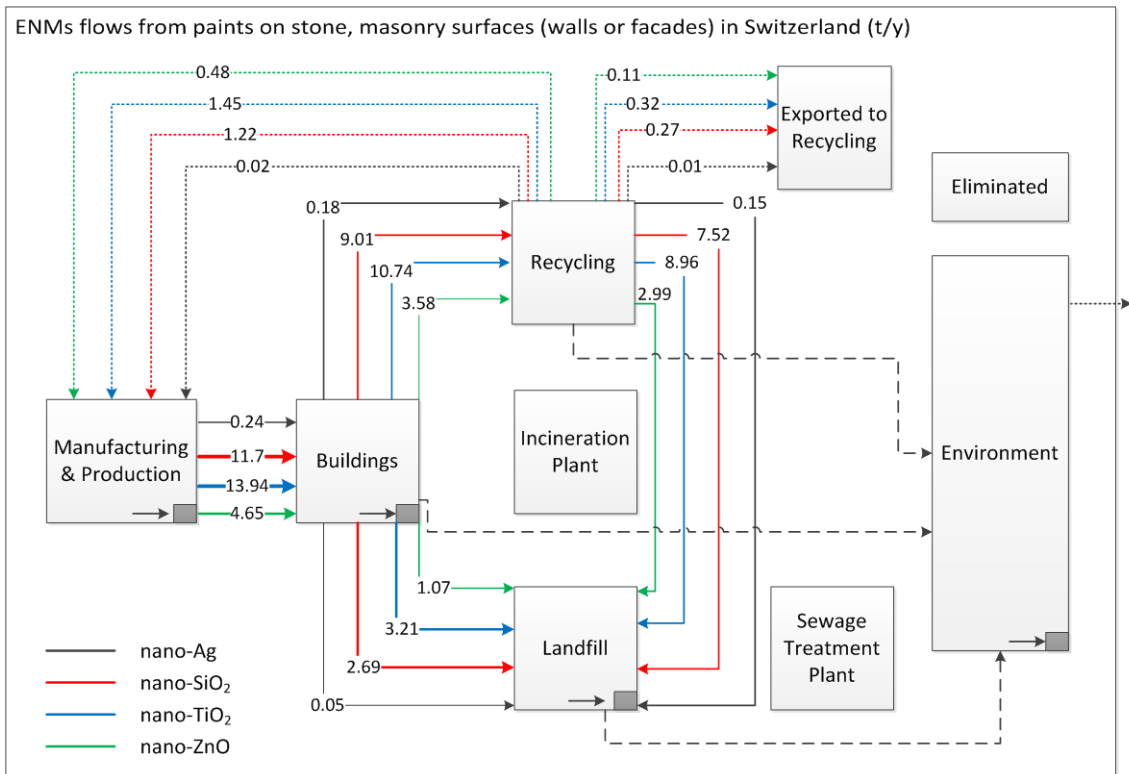 ENMs flows from paints on stone, masonry surfaces (walls or facades) in Switzerland (t/y)
0.48
0.11
1.45
0.32
Exported to
Recycling
1.22
0.27
0.02
0.01
Eliminated
0.18
0.15
9.01
7.52
10.74
Recycling
8.96
3.58
2.99
Manufacturing
& Production
0.24
11.7
13.94
4.65
Buildings
Incineration
Plant
Environment
1.07
3.21
2.69
0.05
Landfill
Sewage
Treatment
Plant
nano-Ag
nano-SiO₂
nano-TiO₂
nano-ZnO